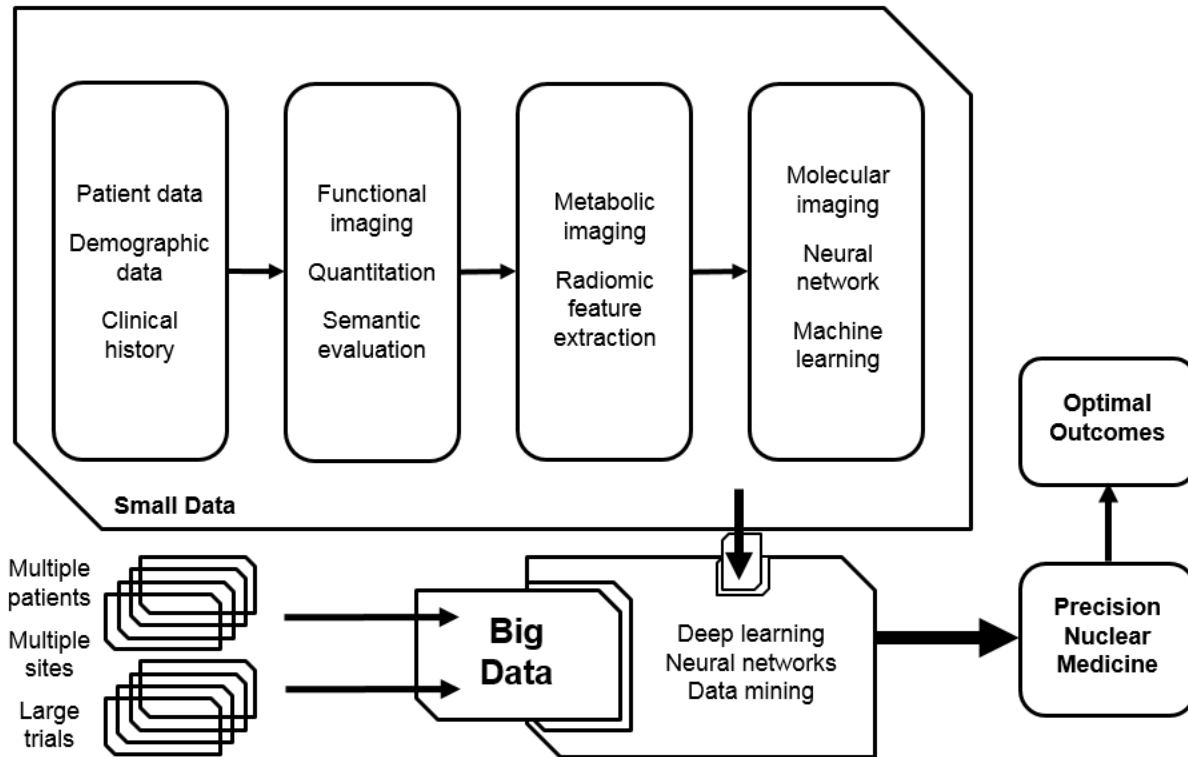 Patient data
Demographic
data
Clinical
history
Functional
imaging
Quantitation
Semantic
evaluation
Metabolic
imaging
Radiomic
feature
extraction
Molecular
imaging
Neural
network
Machine
learning
Small Data
Optimal
Outcomes
Multiple
patients
Multiple
sites
Large
trials
Big
Data
Deep learning
Neural networks
Data mining
Precision
Nuclear
Medicine